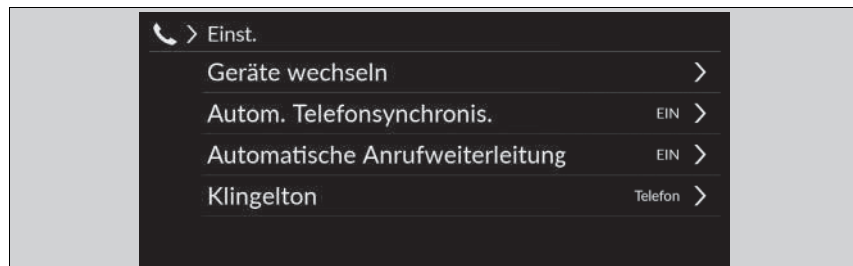 Einst.
Geräte wechseln
Autom. Telefonsynchronis. EIN
Automatische Anrufweiterleitung EIN
Klingelton Telefon